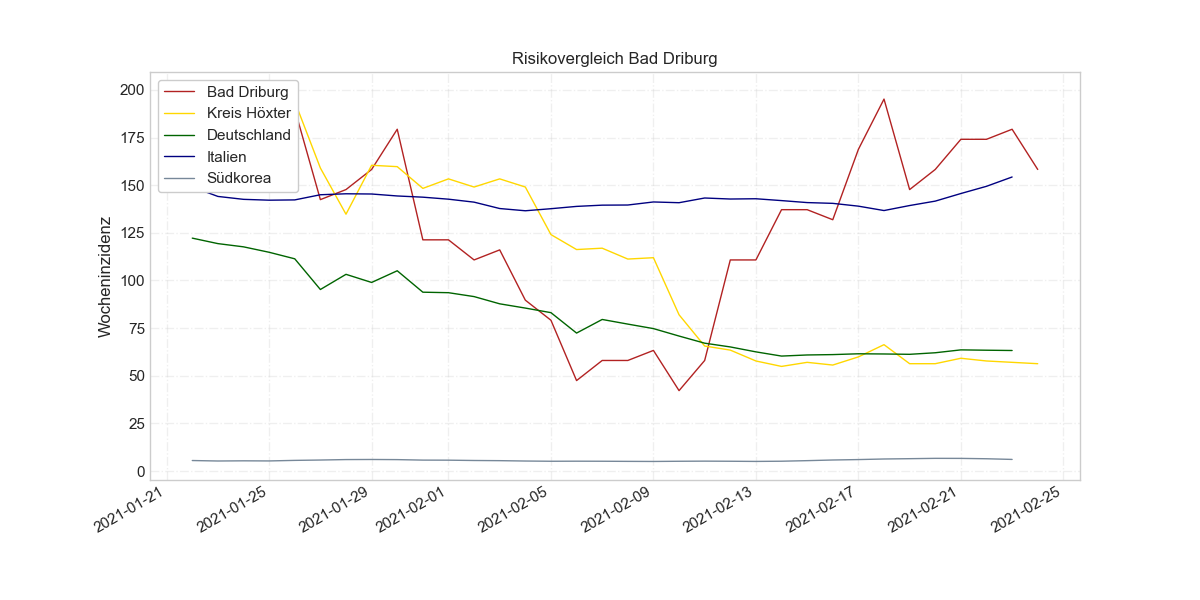 Risikovergleich Bad Driburg
Bad Driburg
Kreis Höxter
Deutschland
Italien
Südkorea
Wocheninzidenz
200
175
150
125
100
75
50
25
0
2021-01-21
2021-01-25
2021-01-29
2021-02-01
2021-02-05
2021-02-09
2021-02-13
2021-02-17
2021-02-21
2021-02-25